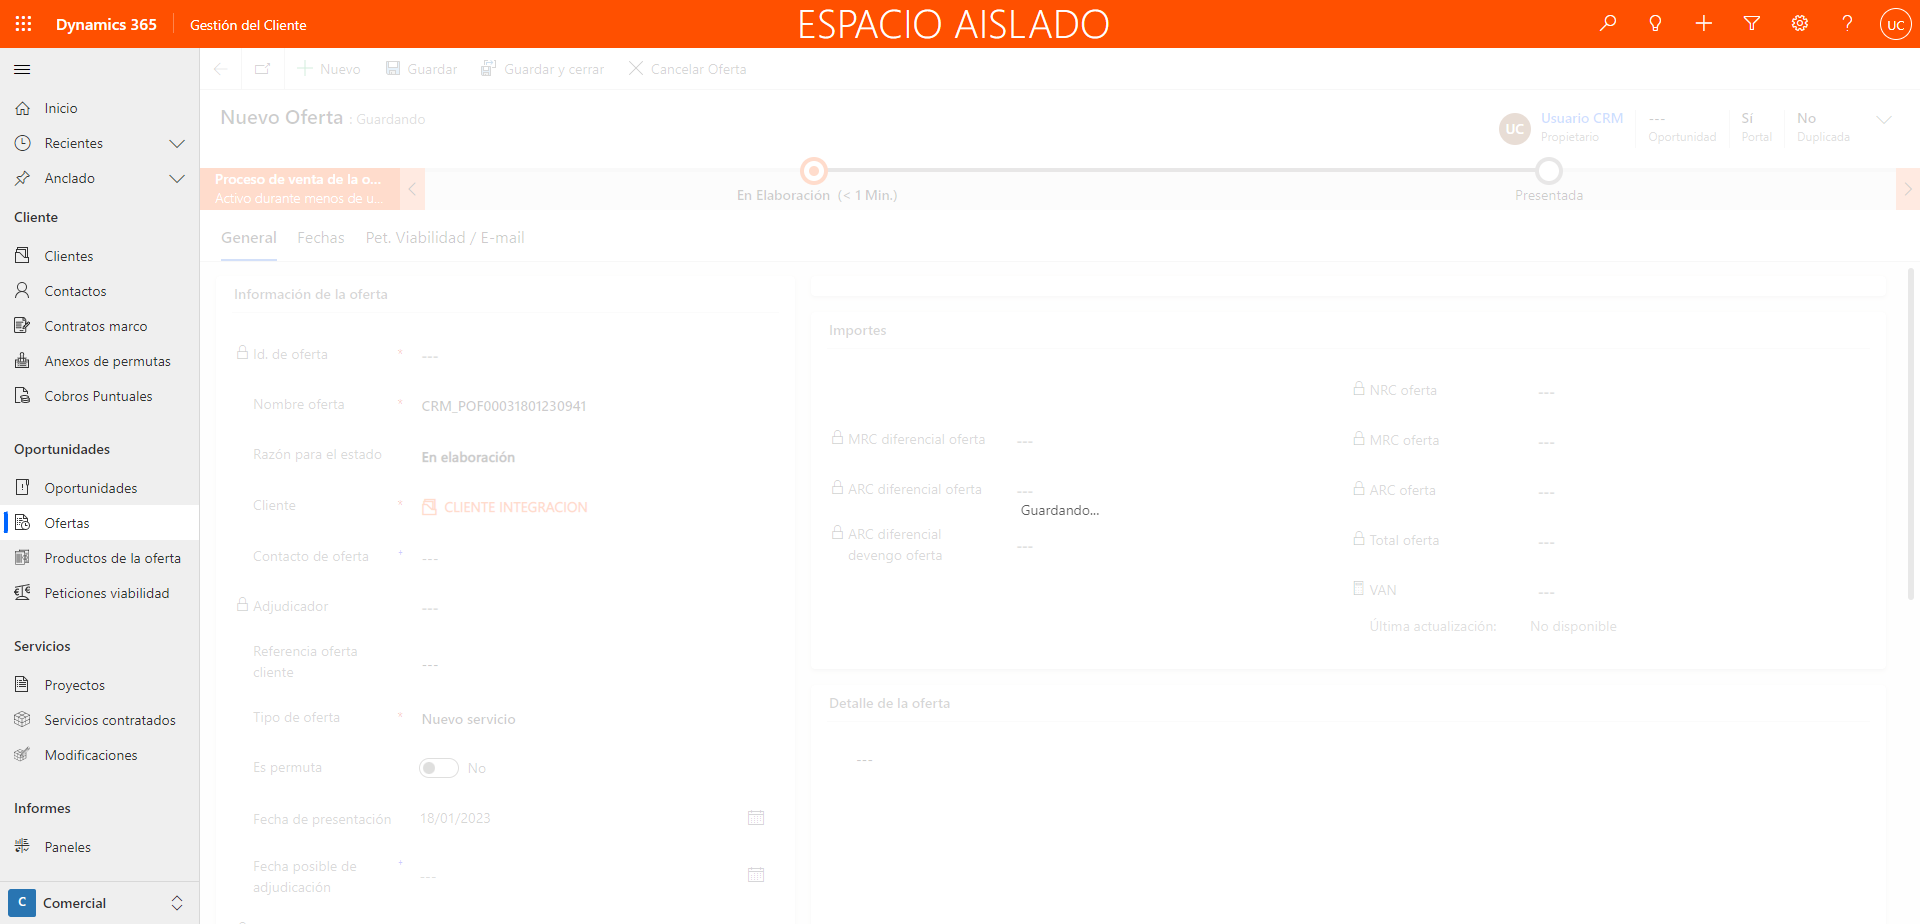 Dynamics 365
Gestión del Cliente
ESPACIO AISLADO
UC
Nuevo
Guardar
Guardar y cerrar
Cancelar Oferta
Inicio
Recientes
Anclado
Cliente
Clientes
Contactos
Contratos marco
Anexos de permutas
Cobros Puntuales
Oportunidades
Oportunidades
Ofertas
Productos de la oferta
Peticiones viabilidad
Servicios
Proyectos
Servicios contratados
Modificaciones
Informes
Paneles
C
Comercial
Nuevo Oferta : Guardando
UC
Usuario CRM
Propietario
---
Oportunidad
Sí
Portal
No
Duplicada
Proceso de venta de la o...
Activo durante menos de u...
En Elaboración (< 1 Min.)
Presentada
General
Fechas
Pet. Viabilidad / E-mail
Información de la oferta
Id. de oferta * ---
Nombre oferta * CRM_POF00031801230941
Razón para el estado En elaboración
Cliente * CLIENTE INTEGRACION
Contacto de oferta + ---
Adjudicador ---
Referencia oferta
cliente
---
Tipo de oferta * Nuevo servicio
Es permuta No
Fecha de presentación 18/01/2023
Fecha posible de
adjudicación
+ ---
Importes
MRC diferencial oferta ---
ARC diferencial oferta ---
Guardando...
ARC diferencial
devengo oferta
---
NRC oferta ---
MRC oferta ---
ARC oferta ---
Total oferta ---
VAN ---
Última actualización: No disponible
Detalle de la oferta
---